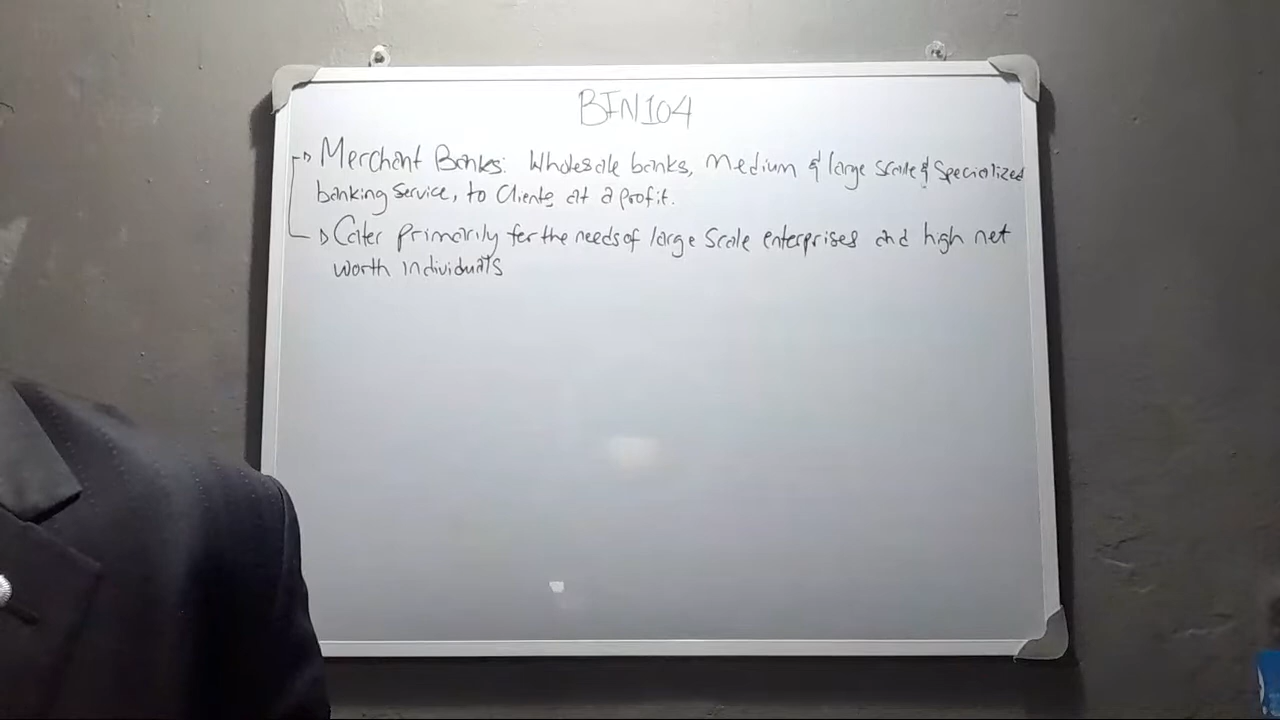 BFN104
Merchant Banks: Wholesale banks, Medium & large scale & Specialized
banking service, to Clients at a profit.
Cater primarily for the needs of large Scale enterprises and high net
worth individuals